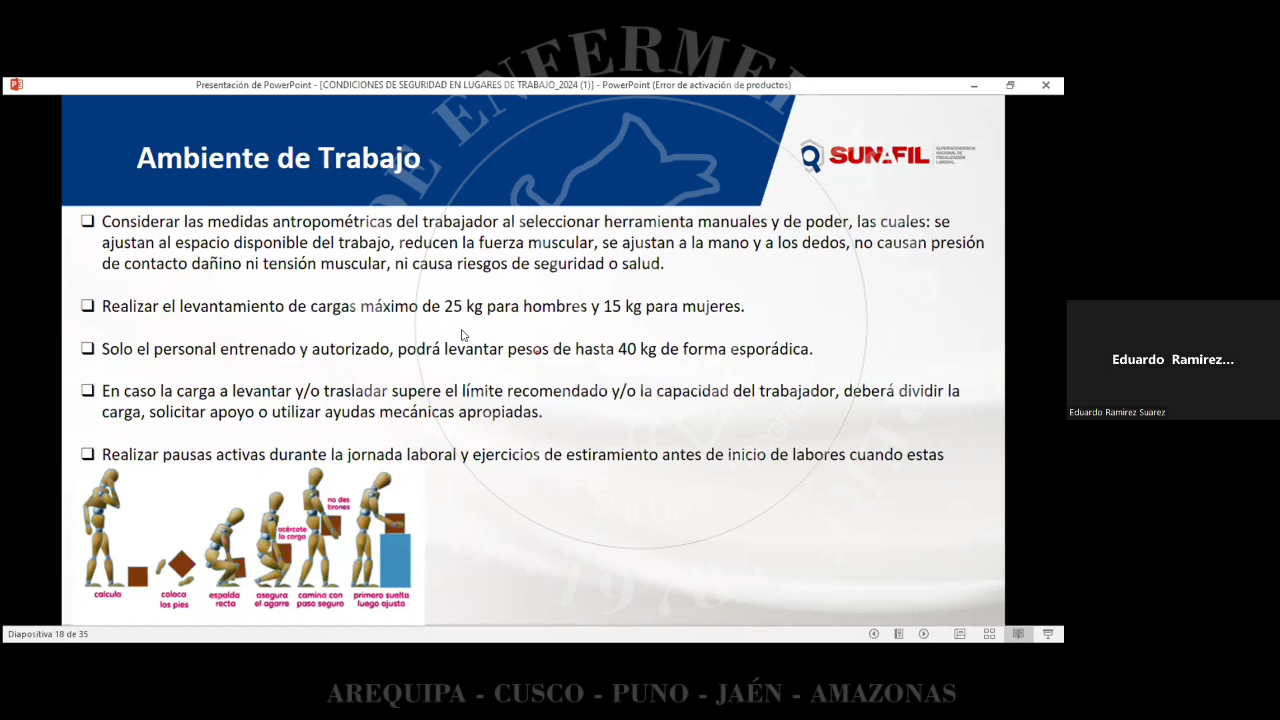 DE ENFERMER
Presentación de PowerPoint - [CONDICIONES DE SEGURIDAD EN LUGARES DE TRABAJO_2024 (1)] - PowerPoint (Error de activación de productos)
Ambiente de Trabajo
SUNAFIL
SUPERINTENDENCIA
NACIONAL DE
FISCALIZACIÓN
LABORAL
Considerar las medidas antropométricas del trabajador al seleccionar herramienta manuales y de poder, las cuales: se
ajustan al espacio disponible del trabajo, reducen la fuerza muscular, se ajustan a la mano y a los dedos, no causan presión
de contacto dañino ni tensión muscular, ni causa riesgos de seguridad o salud.
Realizar el levantamiento de cargas máximo de 25 kg para hombres y 15 kg para mujeres.
Solo el personal entrenado y autorizado, podrá levantar pesos de hasta 40 kg de forma esporádica.
En caso la carga a levantar y/o trasladar supere el límite recomendado y/o la capacidad del trabajador, deberá dividir la
carga, solicitar apoyo o utilizar ayudas mecánicas apropiadas.
Realizar pausas activas durante la jornada laboral y ejercicios de estiramiento antes de inicio de labores cuando estas
no des
tirones
acércate
la carga
calcula
coloca
los pies
espalda
recta
asegura
el agarre
camina con
paso seguro
primero suelta
luego ajusta
1978
Eduardo Ramirez...
Eduardo Ramirez Suarez
Diapositiva 18 de 35
AREQUIPA - CUSCO - PUNO - JAÉN - AMAZONAS